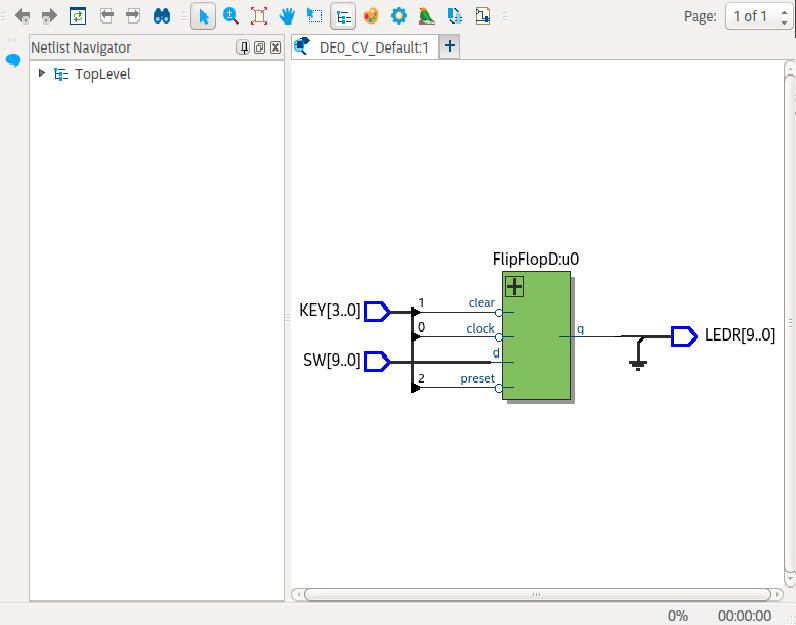 Page: 1 of 1
Netlist Navigator
DE0_CV_Default:1
TopLevel
FlipFlopD:u0
KEY[3..0]
1
clear
0
clock
q
LEDR[9..0]
SW[9..0]
d
2
preset
0%
00:00:00